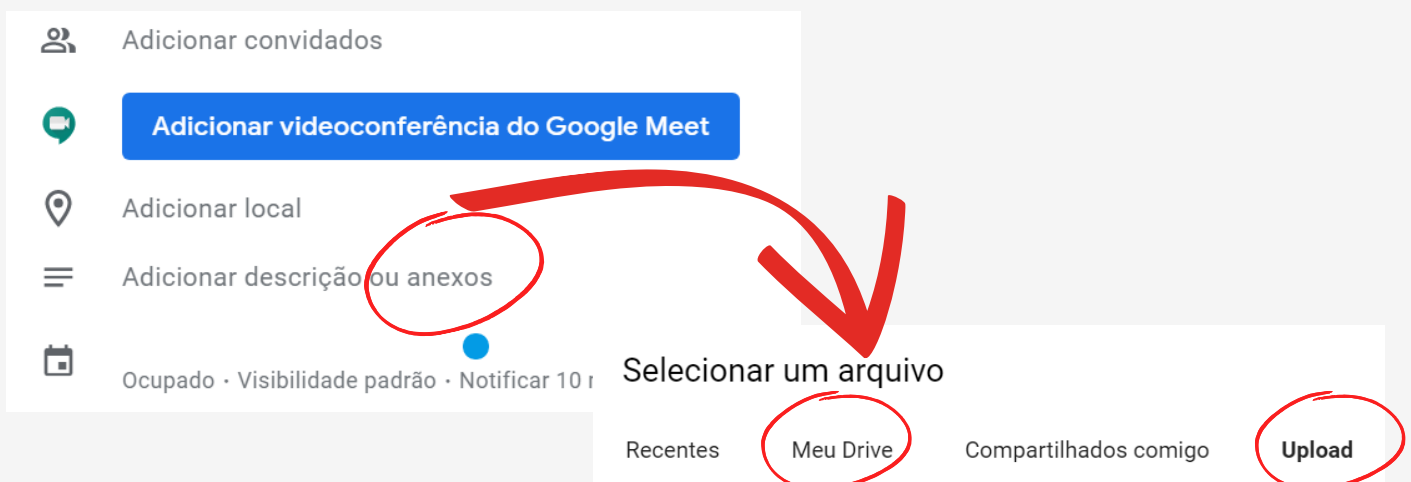 Adicionar convidados
Adicionar videoconferência do Google Meet
Adicionar local
Adicionar descrição ou anexos
Ocupado · Visibilidade padrão · Notificar 10
Selecionar um arquivo
Recentes Meu Drive Compartilhados comigo Upload